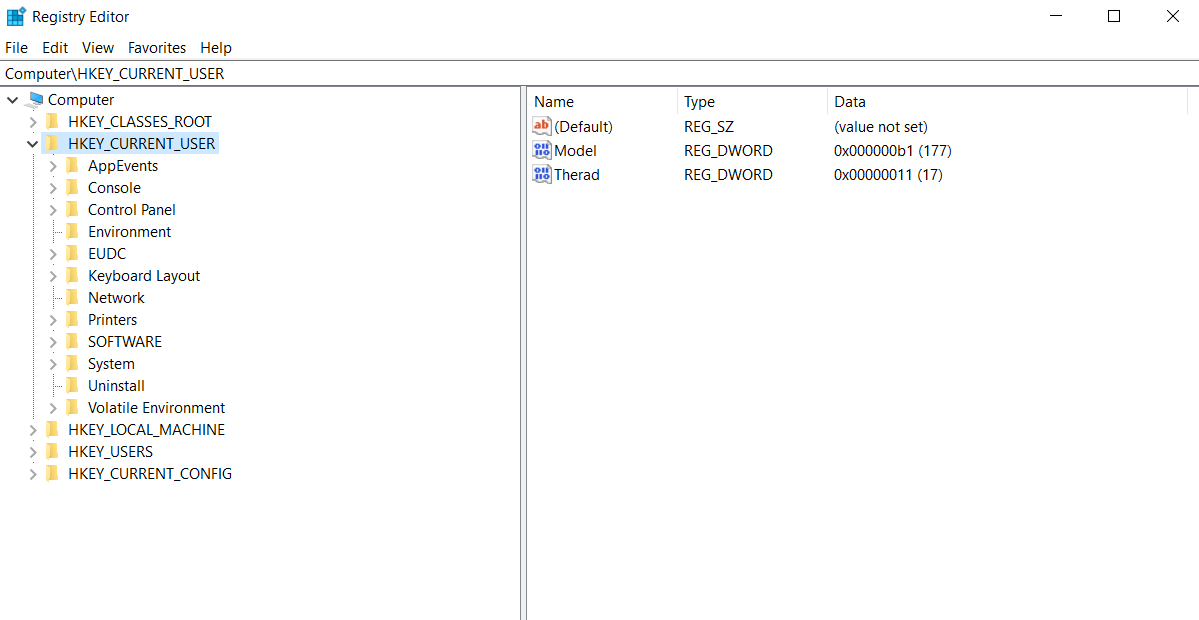 Registry Editor
File Edit View Favorites Help
Computer\HKEY_CURRENT_USER
Computer
HKEY_CLASSES_ROOT
HKEY_CURRENT_USER
AppEvents
Console
Control Panel
Environment
EUDC
Keyboard Layout
Network
Printers
SOFTWARE
System
Uninstall
Volatile Environment
HKEY_LOCAL_MACHINE
HKEY_USERS
HKEY_CURRENT_CONFIG
Name Type Data
(Default) REG_SZ (value not set)
Model REG_DWORD 0x000000b1 (177)
Therad REG_DWORD 0x00000011 (17)